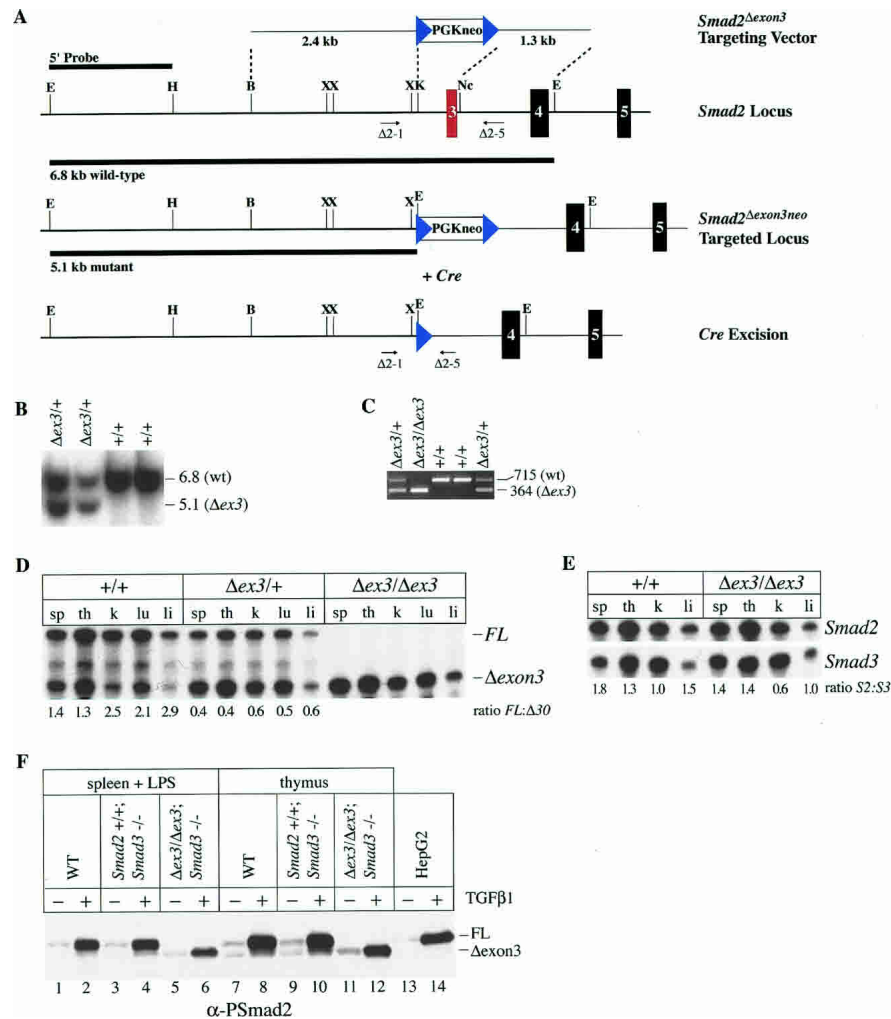 A
Smad2Δexon3
Targeting Vector
PGKneo
2.4 kb
1.3 kb
5' Probe
E H B XX XK Nc E
3 4 5
Smad2 Locus
Δ2-1 Δ2-5
6.8 kb wild-type
E H B XX X E E
PGKneo
4 5
Smad2Δexon3neo
Targeted Locus
5.1 kb mutant
+ Cre
E H B XX X E E
4 5
Cre Excision
Δ2-1 Δ2-5
B
Δex3/+ Δex3/+ +/+ +/+
6.8 (wt)
5.1 (Δex3)
C
Δex3/+ Δex3/Δex3 +/+ +/+ Δex3/+
715 (wt)
364 (Δex3)
D
+/+ Δex3/+ Δex3/Δex3
sp th k lu li sp th k lu li sp th k lu li
–FL
–Δexon3
1.4 1.3 2.5 2.1 2.9 0.4 0.4 0.6 0.5 0.6 ratio FL:Δ30
E
+/+ Δex3/Δex3
sp th k li sp th k li
Smad2
Smad3
1.8 1.3 1.0 1.5 1.4 1.4 0.6 1.0 ratio S2:S3
F
spleen + LPS thymus
WT
Smad2 +/+;
Smad3 -/-
Δex3/Δex3;
Smad3 -/-
WT
Smad2 +/+;
Smad3 -/-
Δex3/Δex3;
Smad3 -/-
HepG2
− + − + − + − + − + − + − + TGFβ1
–FL
–Δexon3
1 2 3 4 5 6 7 8 9 10 11 12 13 14
α-PSmad2